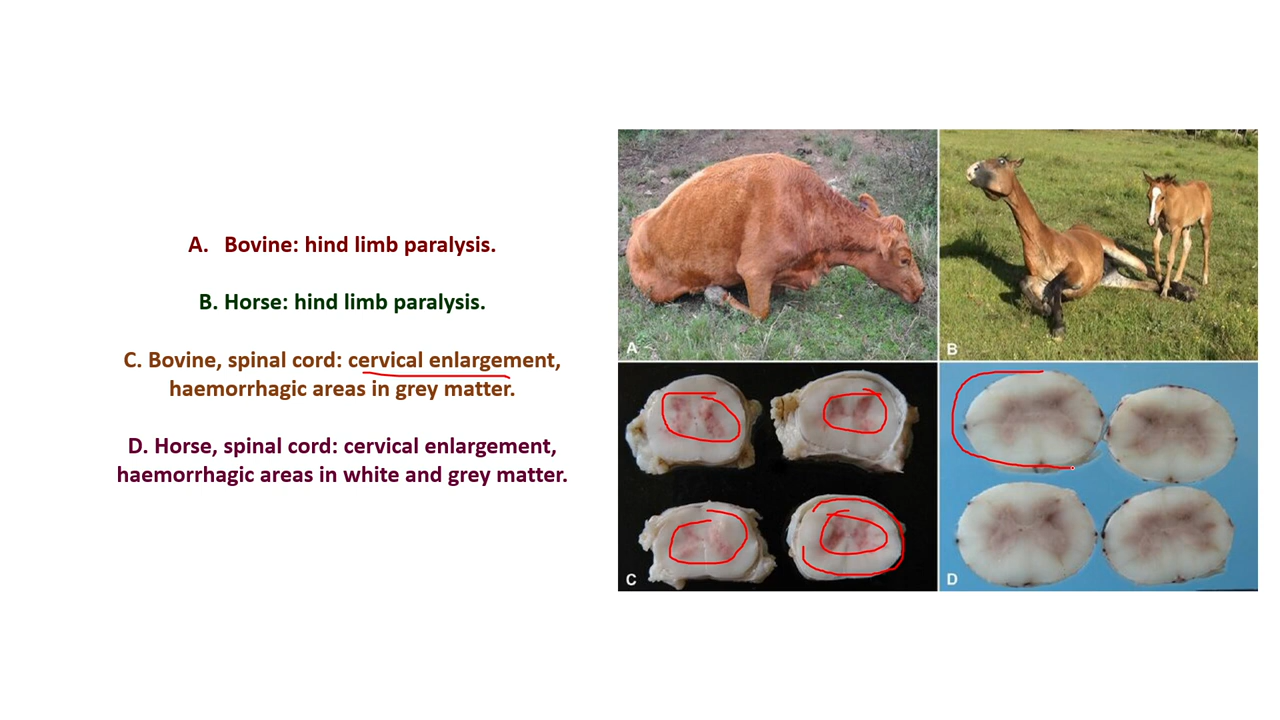 A. Bovine: hind limb paralysis.
B. Horse: hind limb paralysis.
C. Bovine, spinal cord: cervical enlargement,
haemorrhagic areas in grey matter.
D. Horse, spinal cord: cervical enlargement,
haemorrhagic areas in white and grey matter.
A
B
C
D